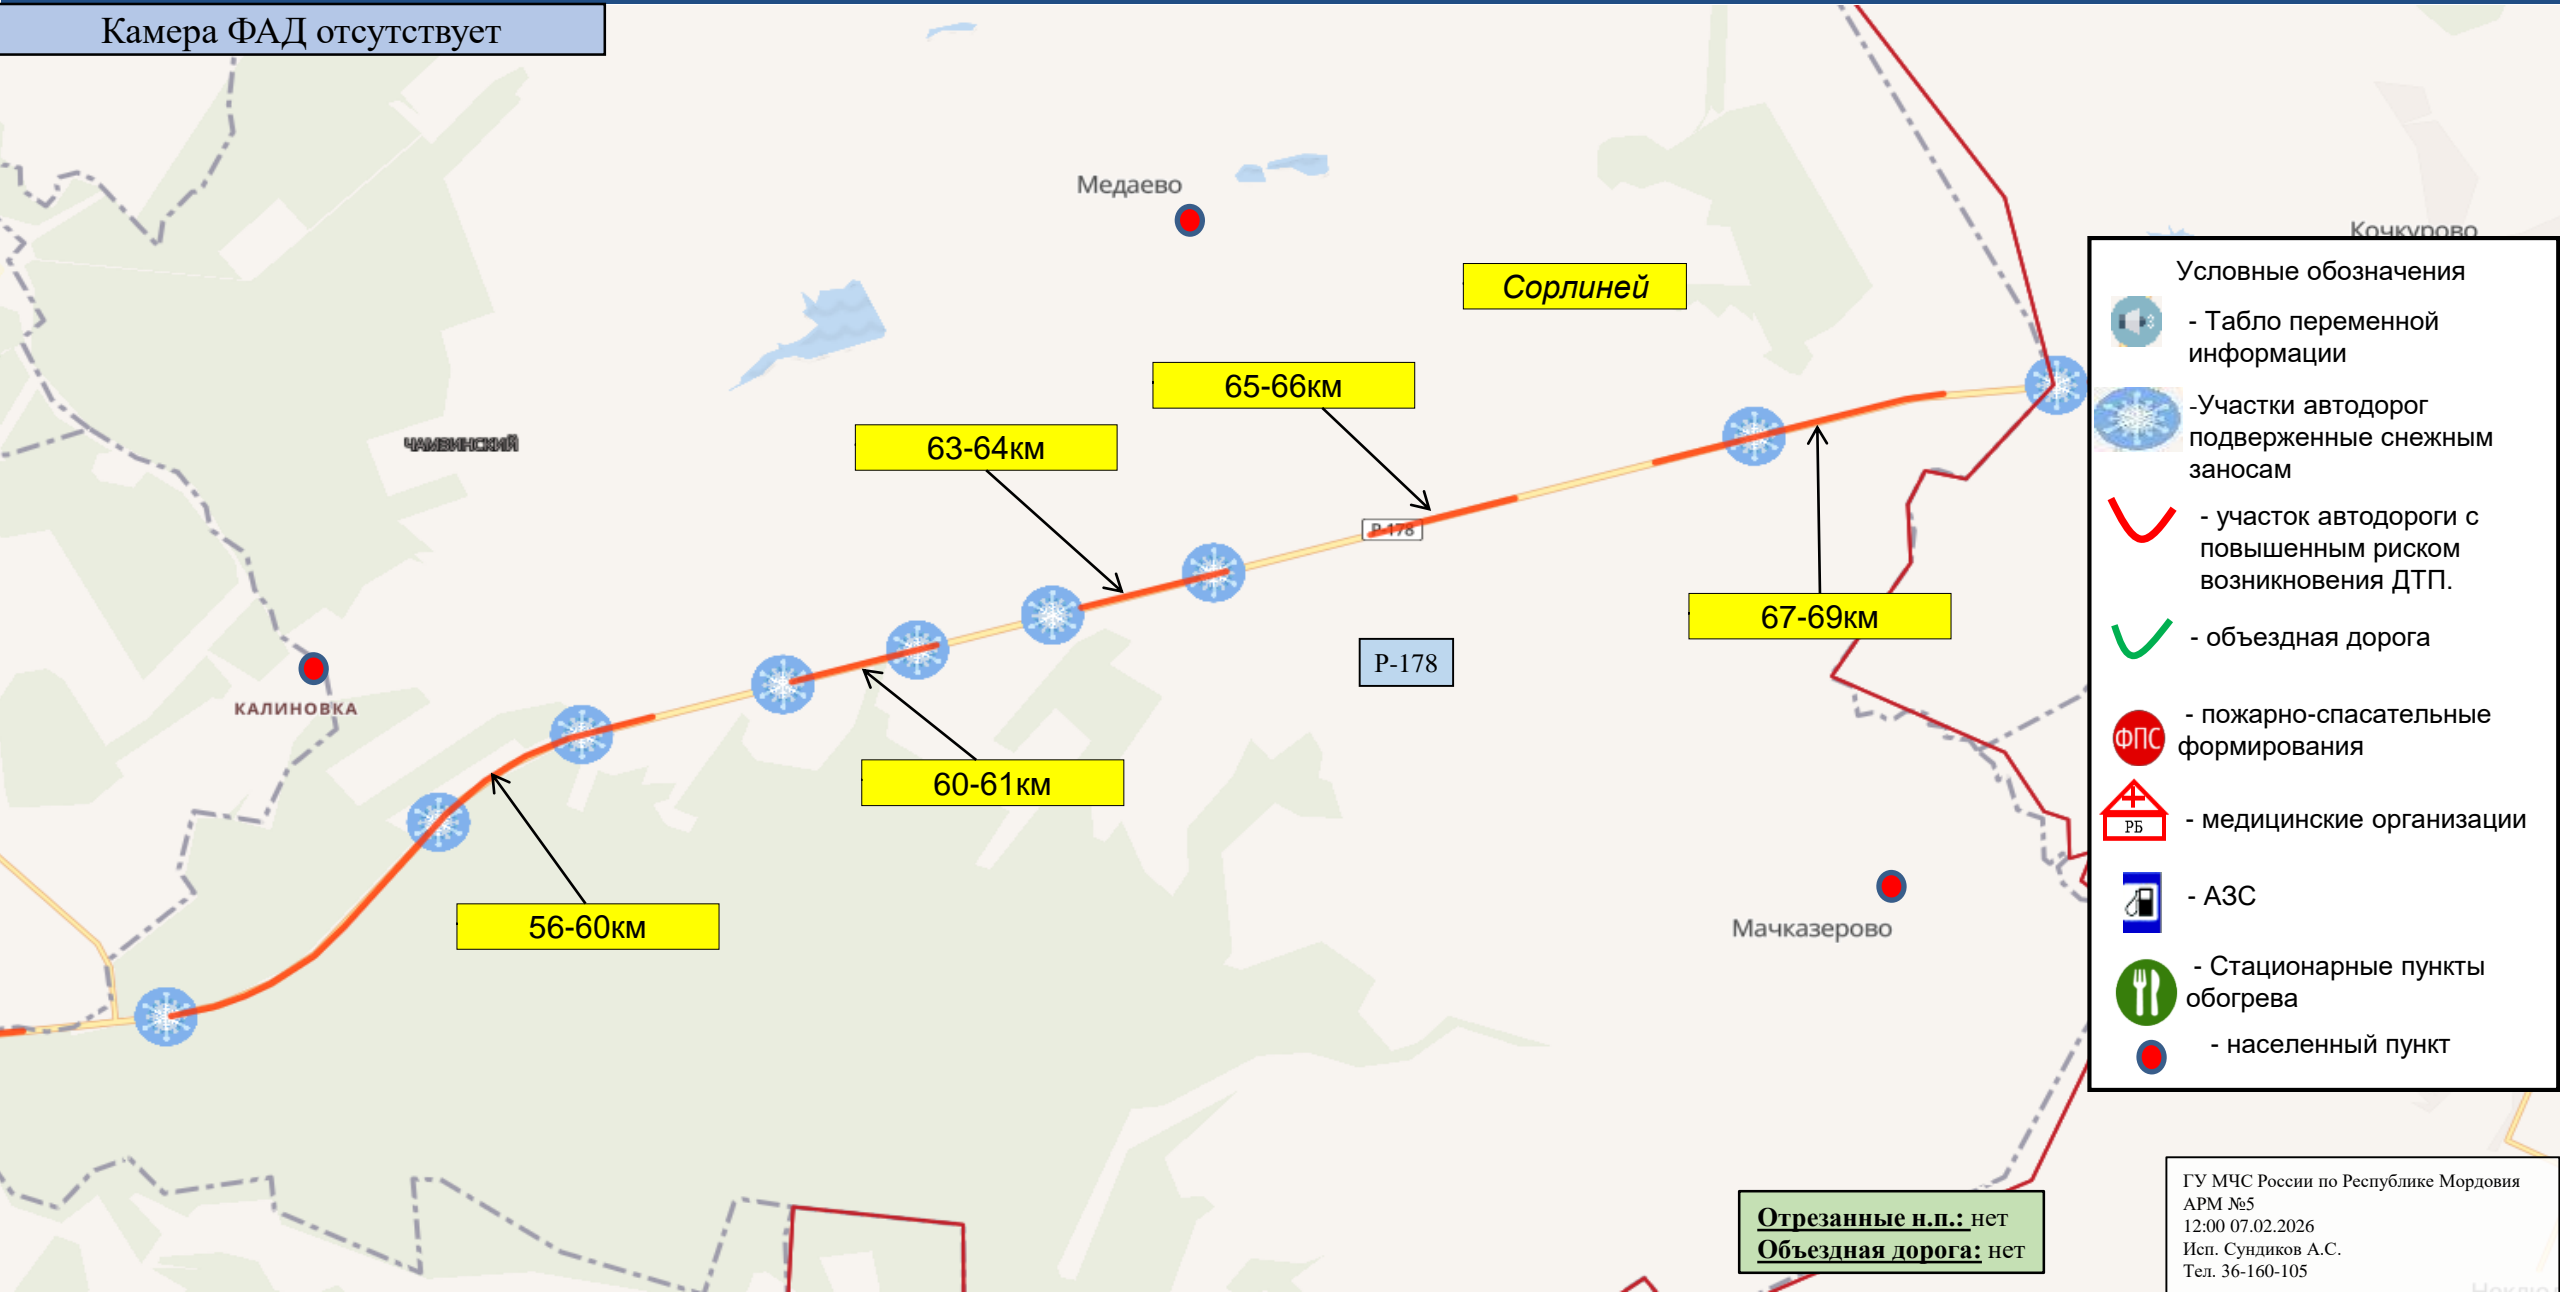 Камера ФАД отсутствует
Медаево
Кочкурово
Сорлиней
65-66км
63-64км
ЧАМЗИНСКИЙ
Р-178
67-69км
Р-178
КАЛИНОВКА
60-61км
56-60км
Мачказерово
Условные обозначения
- Табло переменной
информации
-Участки автодорог
подверженные снежным
заносам
- участок автодороги с
повышенным риском
возникновения ДТП.
- объездная дорога
ФПС
- пожарно-спасательные
формирования
РБ
- медицинские организации
- АЗС
- Стационарные пункты
обогрева
- населенный пункт
Отрезанные н.п.: нет
Объездная дорога: нет
ГУ МЧС России по Республике Мордовия
АРМ №5
12:00 07.02.2026
Исп. Сундиков А.С.
Тел. 36-160-105